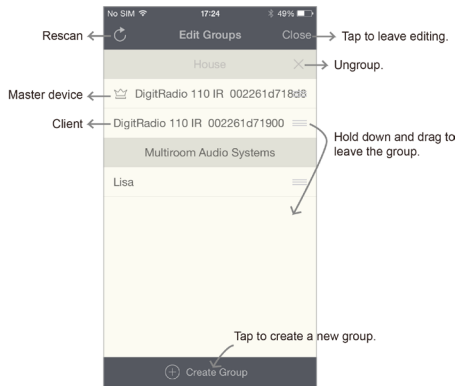 No SIM 17:24 49%
Rescan
Edit Groups
Close
Tap to leave editing.
House
Ungroup.
Master device
DigitRadio 110 IR 002261d718d8
Client
DigitRadio 110 IR 002261d71900
Hold down and drag to
leave the group.
Multiroom Audio Systems
Lisa
Tap to create a new group.
Create Group